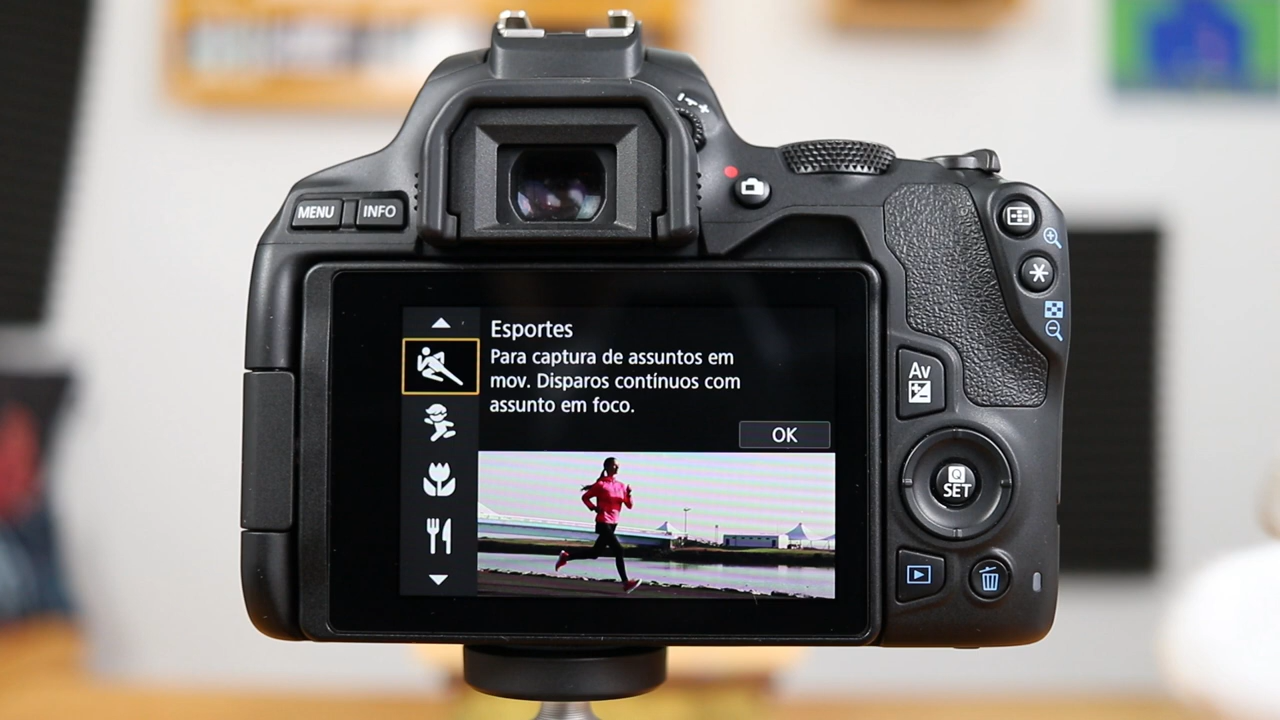 MENU
INFO
Esportes
Para captura de assuntos em
mov. Disparos contínuos com
assunto em foco.
OK
Av
Q
SET